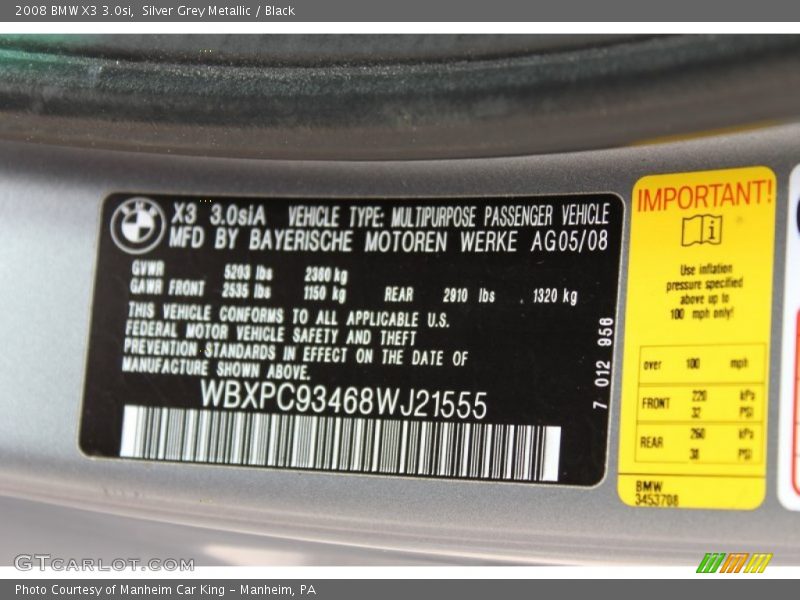 2008 BMW X3 3.0si, Silver Grey Metallic / Black
BMW
X3 3.0siA VEHICLE TYPE: MULTIPURPOSE PASSENGER VEHICLE
MFD BY BAYERISCHE MOTOREN WERKE AG05/08
GVWR 5203 lbs 2360 kg
GAWR FRONT 2535 lbs 1150 kg REAR 2910 lbs . 1320 kg
THIS VEHICLE CONFORMS TO ALL APPLICABLE U.S.
FEDERAL MOTOR VEHICLE SAFETY AND THEFT
PREVENTION STANDARDS IN EFFECT ON THE DATE OF
MANUFACTURE SHOWN ABOVE.
WBXPC93468WJ21555
7 012 956
IMPORTANT!
i
Use inflation
pressure specified
above up to
100 mph only!
over 100 mph
FRONT 220 kPa
32 PSI
REAR 260 kPa
38 PSI
BMW
3453708
GTCARLOT.COM
Photo Courtesy of Manheim Car King - Manheim, PA